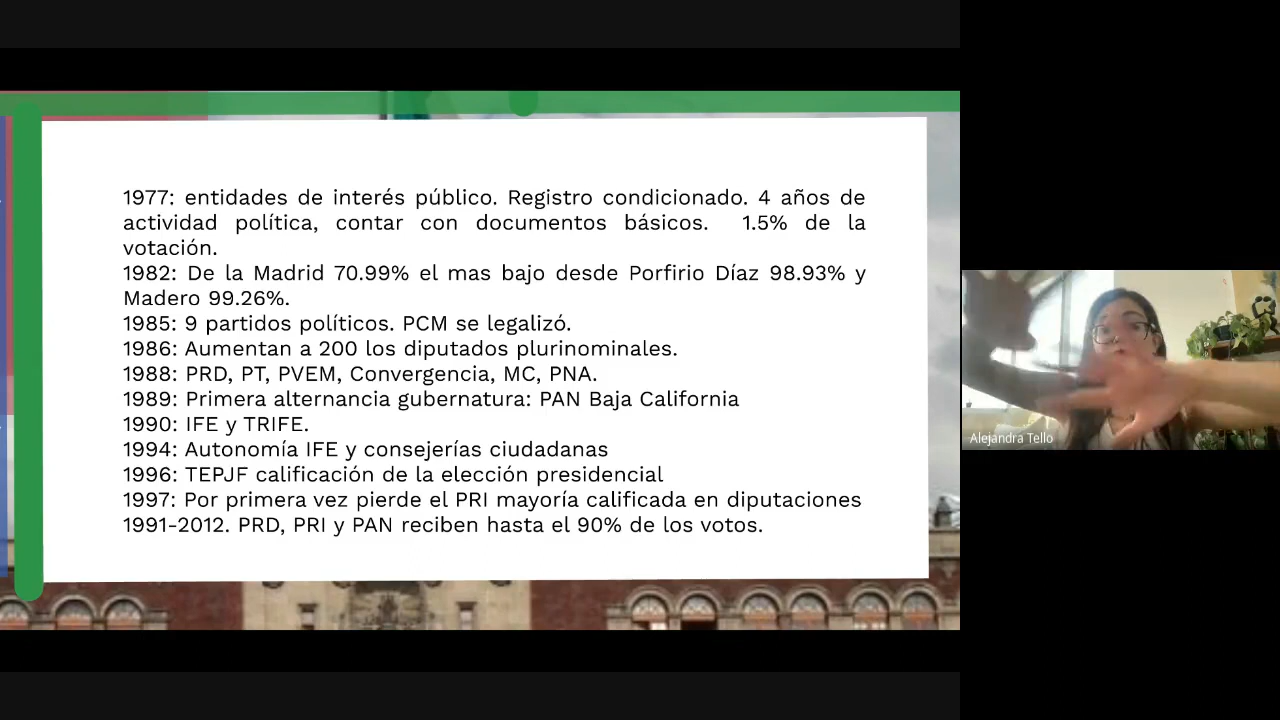 1977: entidades de interés público. Registro condicionado. 4 años de
actividad política, contar con documentos básicos. 1.5% de la
votación.
1982: De la Madrid 70.99% el mas bajo desde Porfirio Díaz 98.93% y
Madero 99.26%.
1985: 9 partidos políticos. PCM se legalizó.
1986: Aumentan a 200 los diputados plurinominales.
1988: PRD, PT, PVEM, Convergencia, MC, PNA.
1989: Primera alternancia gubernatura: PAN Baja California
1990: IFE y TRIFE.
1994: Autonomía IFE y consejerías ciudadanas
1996: TEPJF calificación de la elección presidencial
1997: Por primera vez pierde el PRI mayoría calificada en diputaciones
1991-2012. PRD, PRI y PAN reciben hasta el 90% de los votos.
Alejandra Tello